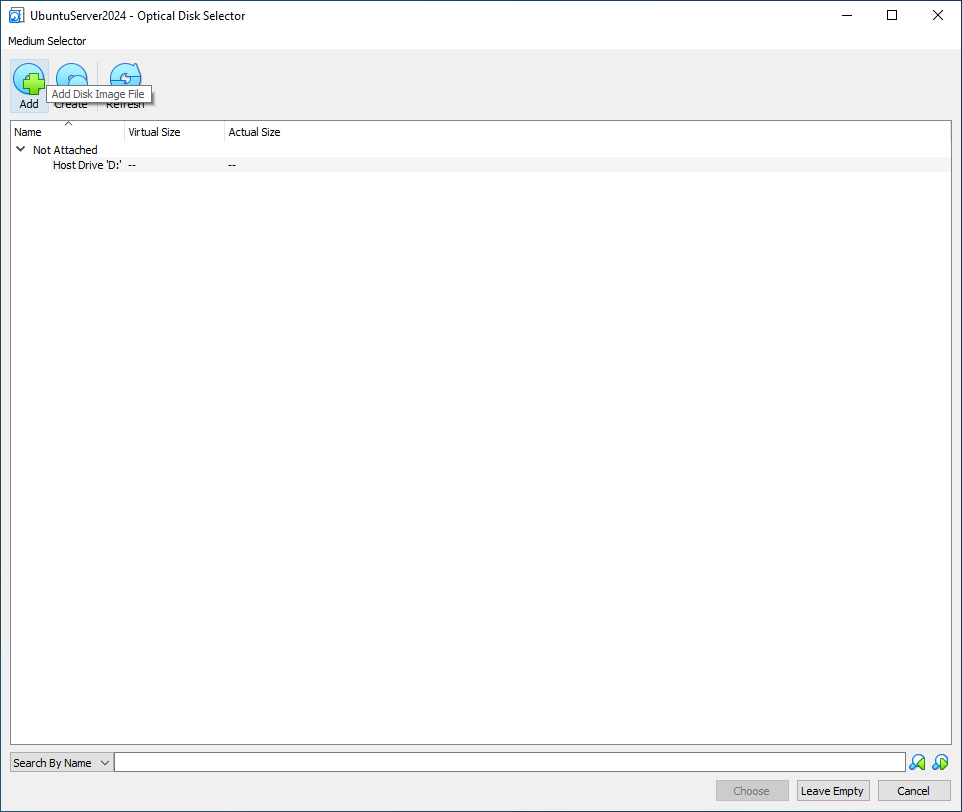 UbuntuServer2024 - Optical Disk Selector
Medium Selector
Add Create Refresh
Add Disk Image File
Name Virtual Size Actual Size
Not Attached
Host Drive 'D:' -- --
Search By Name
Choose Leave Empty Cancel